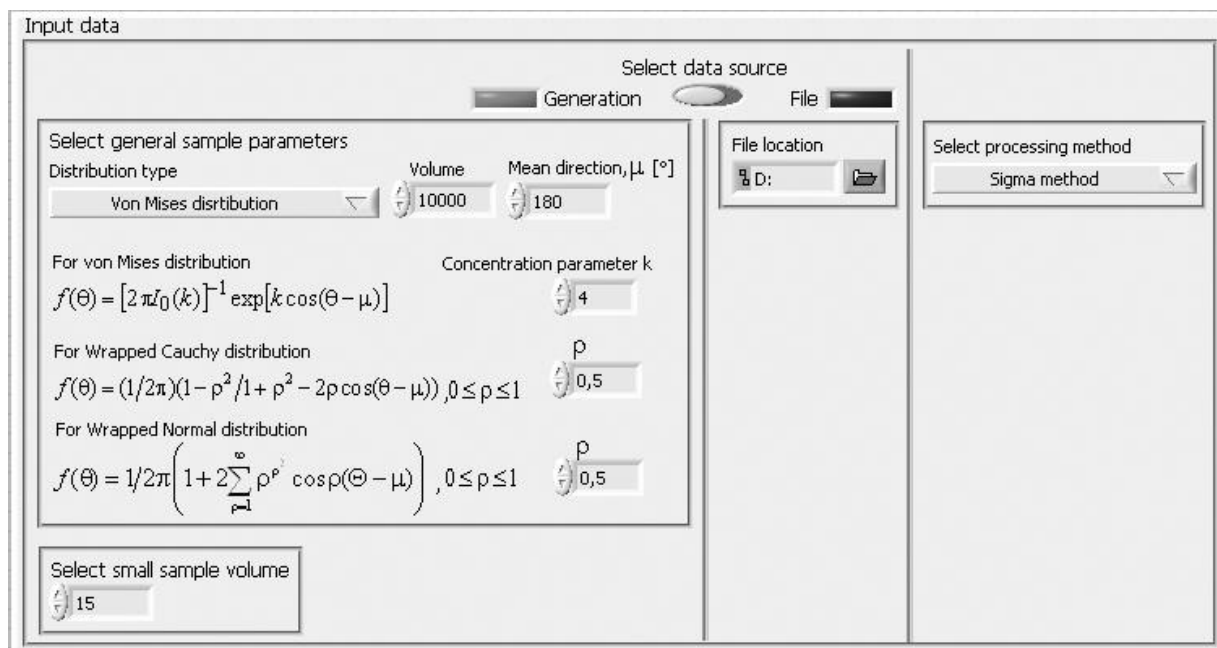 Input data
Select data source
Generation File
Select general sample parameters
Distribution type Volume Mean direction, μ [°]
Von Mises disrtibution 10000 180
For von Mises distribution Concentration parameter k
f(θ) = [2πI₀(k)]⁻¹ exp[k cos(θ − μ)] 4
For Wrapped Cauchy distribution ρ
f(θ) = (1/2π)(1 − ρ²/1 + ρ² − 2ρ cos(θ − μ)) ,0 ≤ ρ ≤ 1 0,5
For Wrapped Normal distribution ρ
f(θ) = 1/2π(1 + 2∑_{ρ=1}^{∞} ρ^{ρ²} cos ρ(Θ − μ)) ,0 ≤ ρ ≤ 1 0,5
Select small sample volume
15
File location
D:
Select processing method
Sigma method